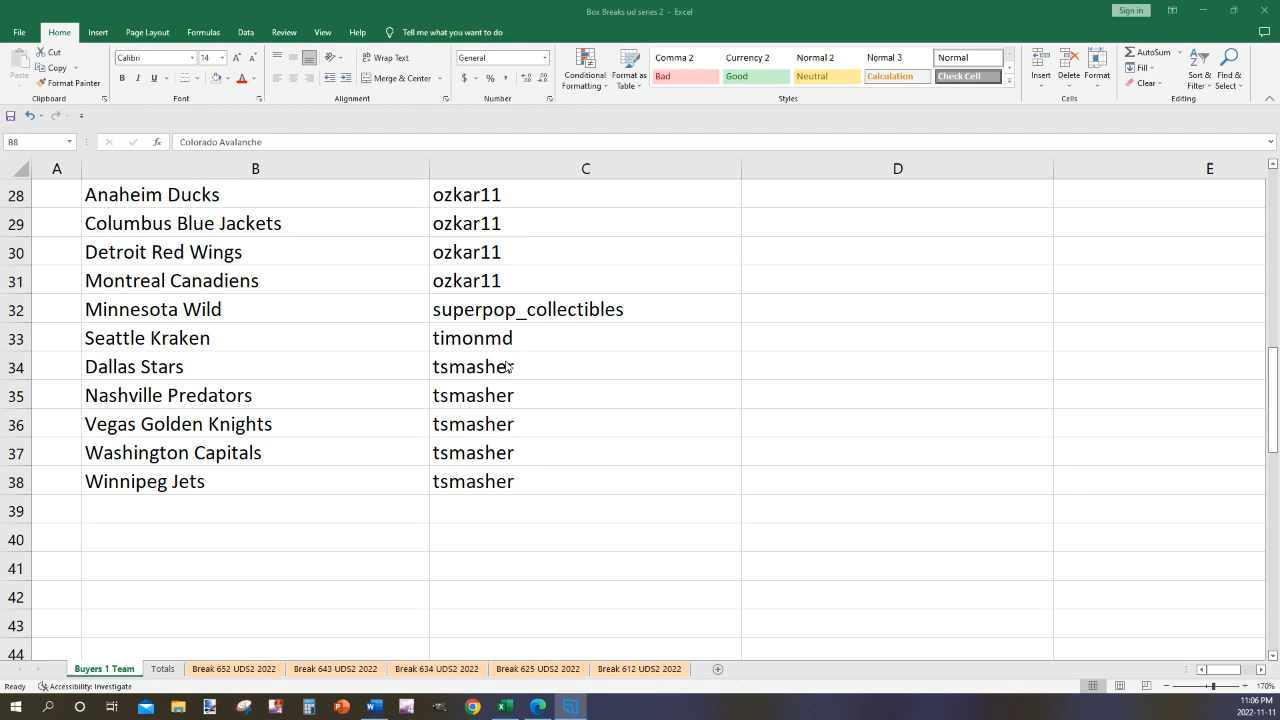 Box Breaks ud series 2 - Excel
Sign in
File Home Insert Page Layout Formulas Data Review View Help Tell me what you want to do
Paste
Cut
Copy
Format Painter
Clipboard
Calibri 14
B I U
Font
Wrap Text
Merge & Center
Alignment
General
$ % ,
Number
Conditional Formatting
Format as Table
Comma 2 Currency 2 Normal 2 Normal 3 Normal
Bad Good Neutral Calculation Check Cell
Styles
Insert Delete Format
Cells
AutoSum
Fill
Clear
Sort & Filter
Find & Select
Editing
B8 fx Colorado Avalanche
A B C D E
28 Anaheim Ducks ozkar11
29 Columbus Blue Jackets ozkar11
30 Detroit Red Wings ozkar11
31 Montreal Canadiens ozkar11
32 Minnesota Wild superpop_collectibles
33 Seattle Kraken timonmd
34 Dallas Stars tsmasher
35 Nashville Predators tsmasher
36 Vegas Golden Knights tsmasher
37 Washington Capitals tsmasher
38 Winnipeg Jets tsmasher
39
40
41
42
43
44
Buyers 1 Team Totals Break 652 UDS2 2022 Break 643 UDS2 2022 Break 634 UDS2 2022 Break 625 UDS2 2022 Break 612 UDS2 2022
Ready Accessibility: Investigate 170%
11:06 PM
2022-11-11